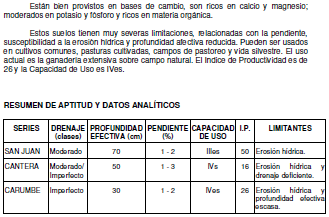 Están bien provistos en bases de cambio, son ricos en calcio y magnesio;
moderados en potasio y fósforo y ricos en materia orgánica.
Estos suelos tienen muy severas limitaciones, relacionadas con la pendiente,
susceptibilidad a la erosión hídrica y profundidad efectiva reducida. Pueden ser usados
en cultivos comunes, pasturas cultivadas, campos de pastoreo y vida silvestre. El uso
actual es la ganadería extensiva sobre campo natural. El Indice de Productividad es de
26 y la Capacidad de Uso es IVes.
RESUMEN DE APTITUD Y DATOS ANALÍTICOS
SERIES DRENAJE (clases) PROFUNDIDAD EFECTIVA (cm) PENDIENTE (%) CAPACIDAD DE USO I.P. LIMITANTES
SAN JUAN Moderado 70 1 - 2 IIIes 50 Erosión hídrica.
CANTERA Moderado/ Imperfecto 50 1 - 3 IVs 16 Erosión hídrica y
drenaje deficiente.
CARUMBE Imperfecto 30 1 - 2 IVes 26 Erosión hídrica y
profundidad efectiva
escasa.